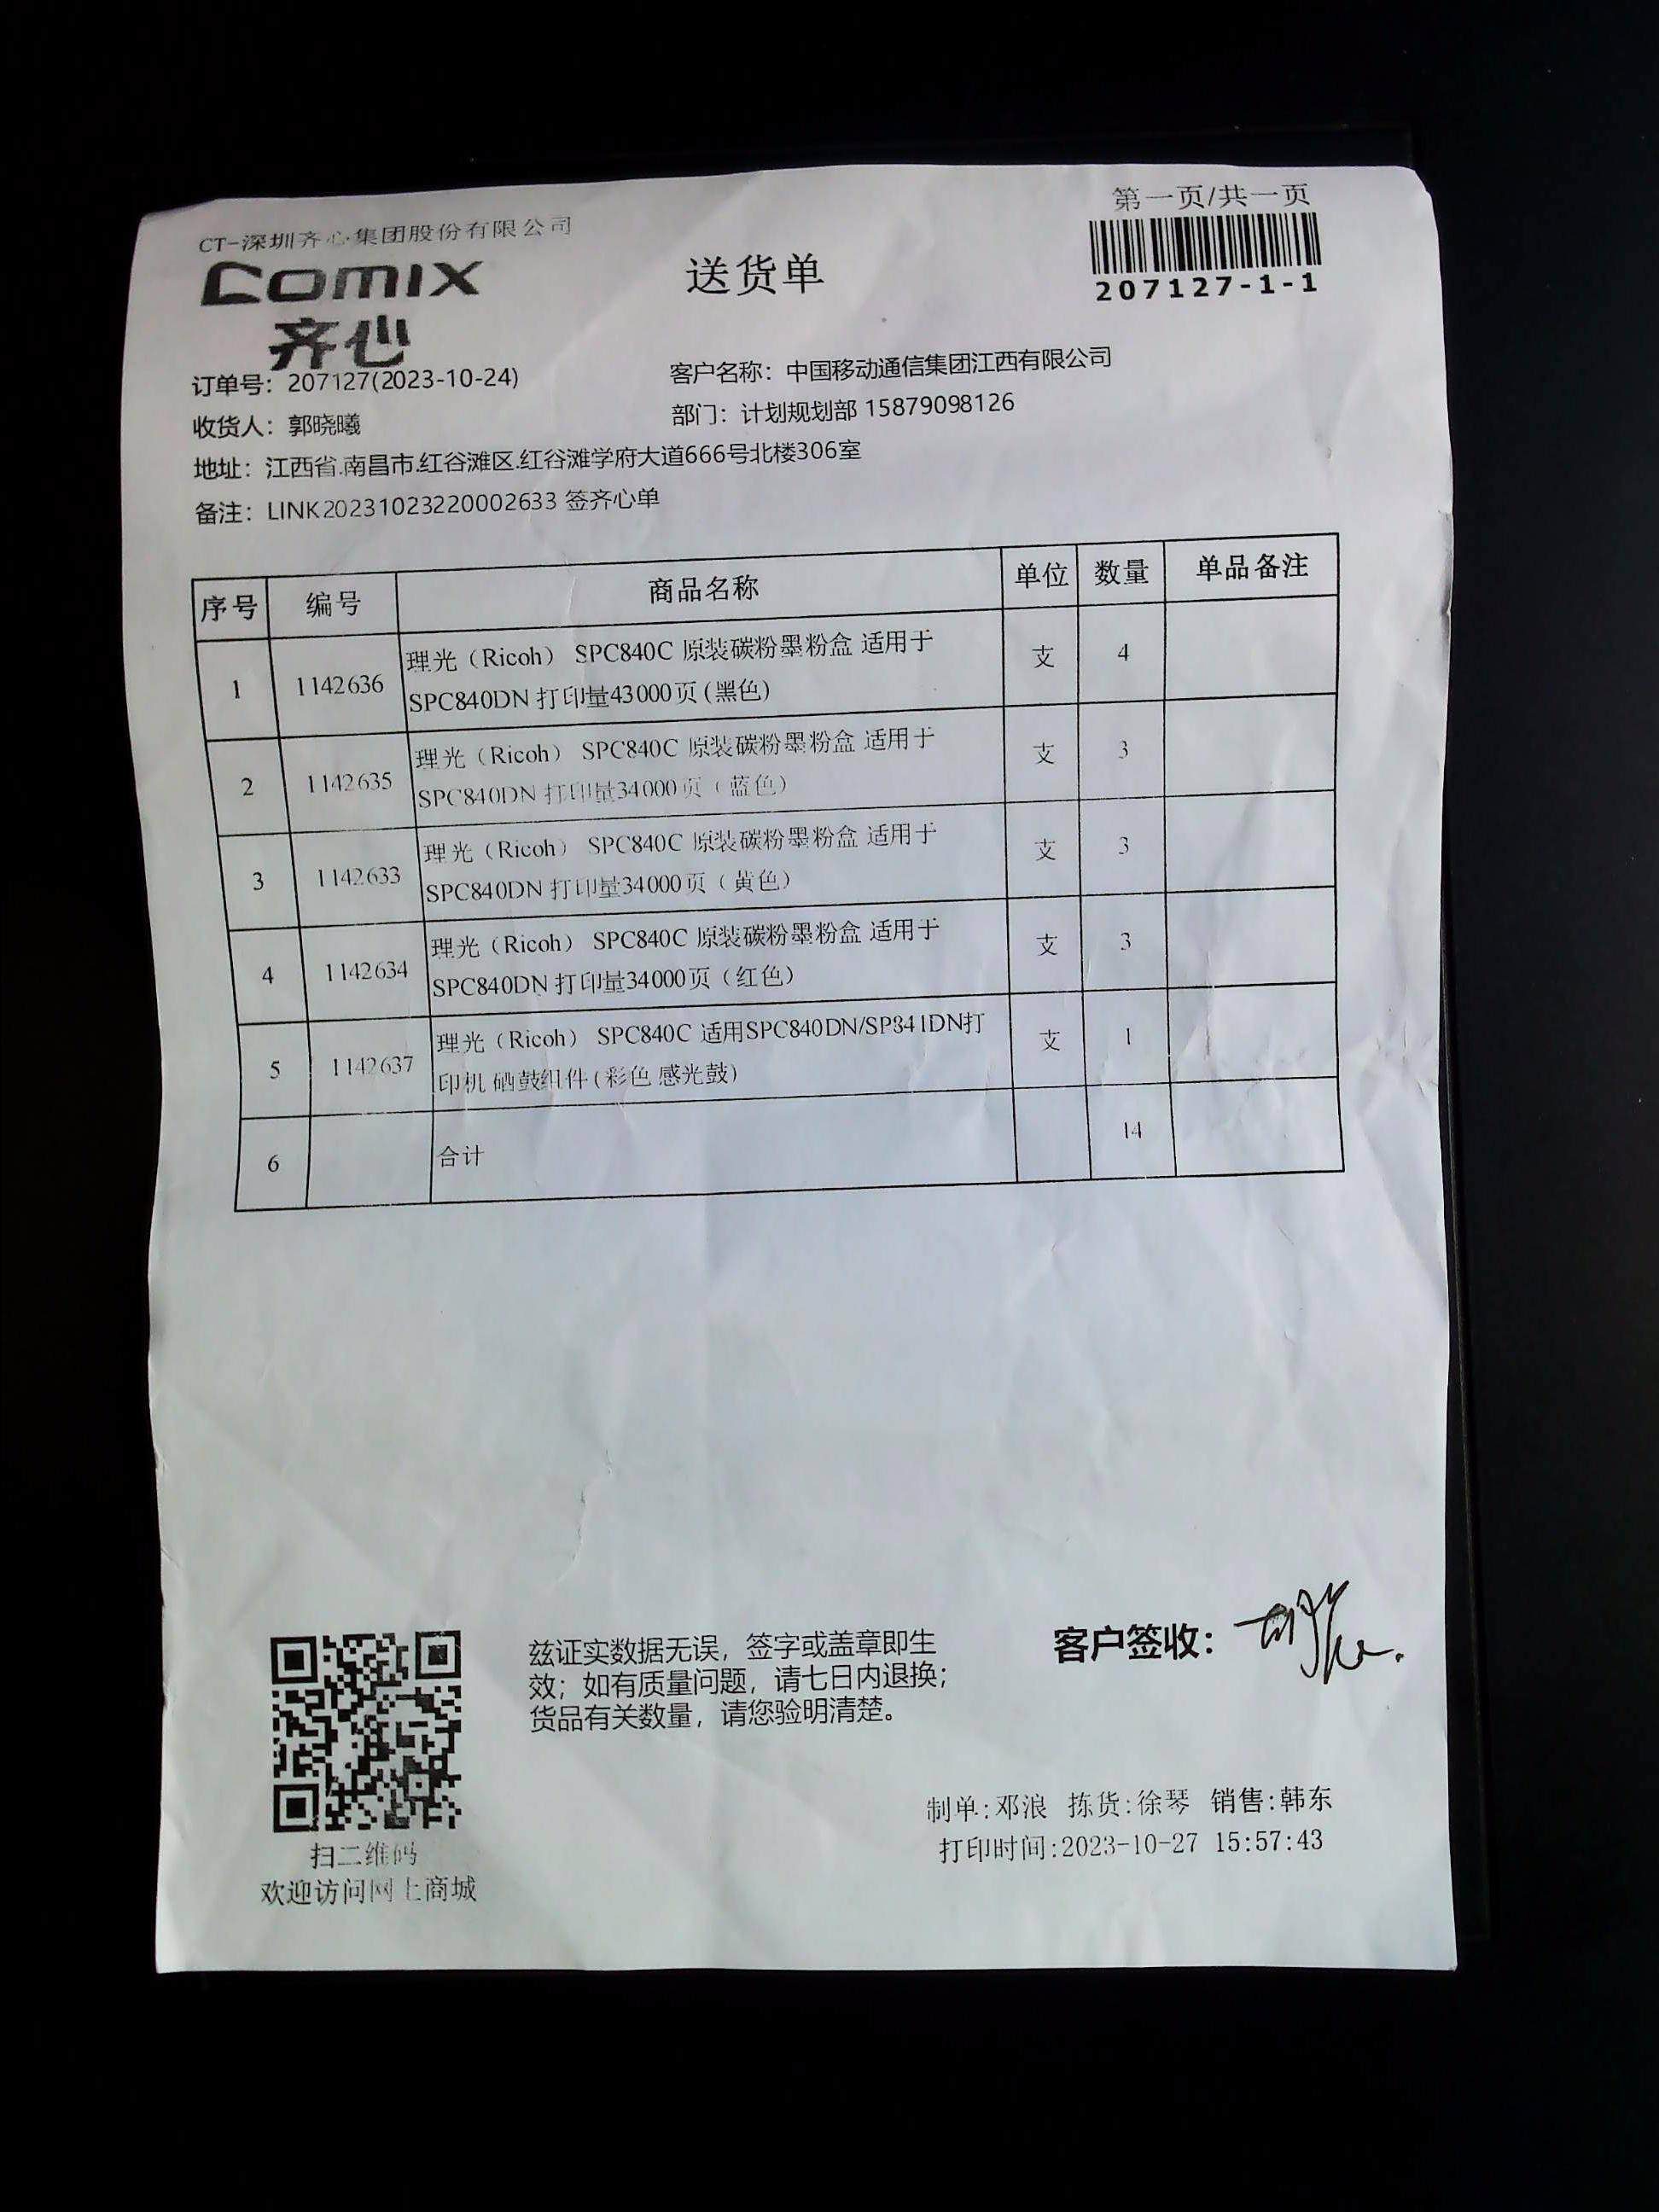 第一页/共一页
CT-深圳齐心集团股份有限公司
comix
齐心
送货单
207127-1-1
订单号：207127(2023-10-24)
客户名称：中国移动通信集团江西有限公司
收货人：郭晓曦
部门：计划规划部 15879098126
地址：江西省.南昌市.红谷滩区.红谷滩学府大道666号北楼306室
备注：LINK20231023220002633 签齐心单
序号 编号 商品名称 单位 数量 单品备注
1 1142636 理光（Ricoh） SPC840C 原装碳粉墨粉盒 适用于 支 4
SPC840DN 打印量43000页(黑色)
2 1142635 理光（Ricoh） SPC840C 原装碳粉墨粉盒 适用于 支 3
SPC840DN 打印量34000页（蓝色）
3 1142633 理光（Ricoh） SPC840C 原装碳粉墨粉盒 适用于 支 3
SPC840DN 打印量34000页（黄色）
4 1142634 理光（Ricoh） SPC840C 原装碳粉墨粉盒 适用于 支 3
SPC840DN 打印量34000页（红色）
5 1142637 理光（Ricoh） SPC840C 适用SPC840DN/SP841DN打 支 1
印机 硒鼓组件(彩色 感光鼓)
6 合计 14
兹证实数据无误，签字或盖章即生
效；如有质量问题，请七日内退换；
货品有关数量，请您验明清楚。
客户签收：
扫二维码
欢迎访问网上商城
制单:邓浪 拣货:徐琴 销售:韩东
打印时间:2023-10-27 15:57:43